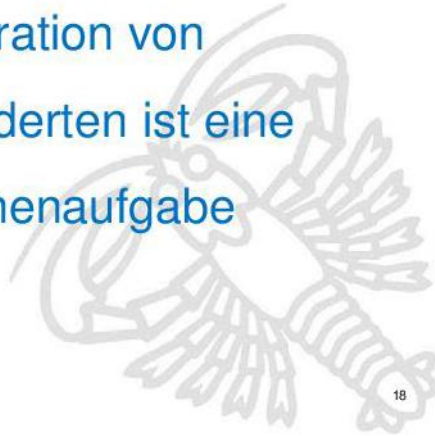 ration von
derten ist eine
nenaufgabe
18